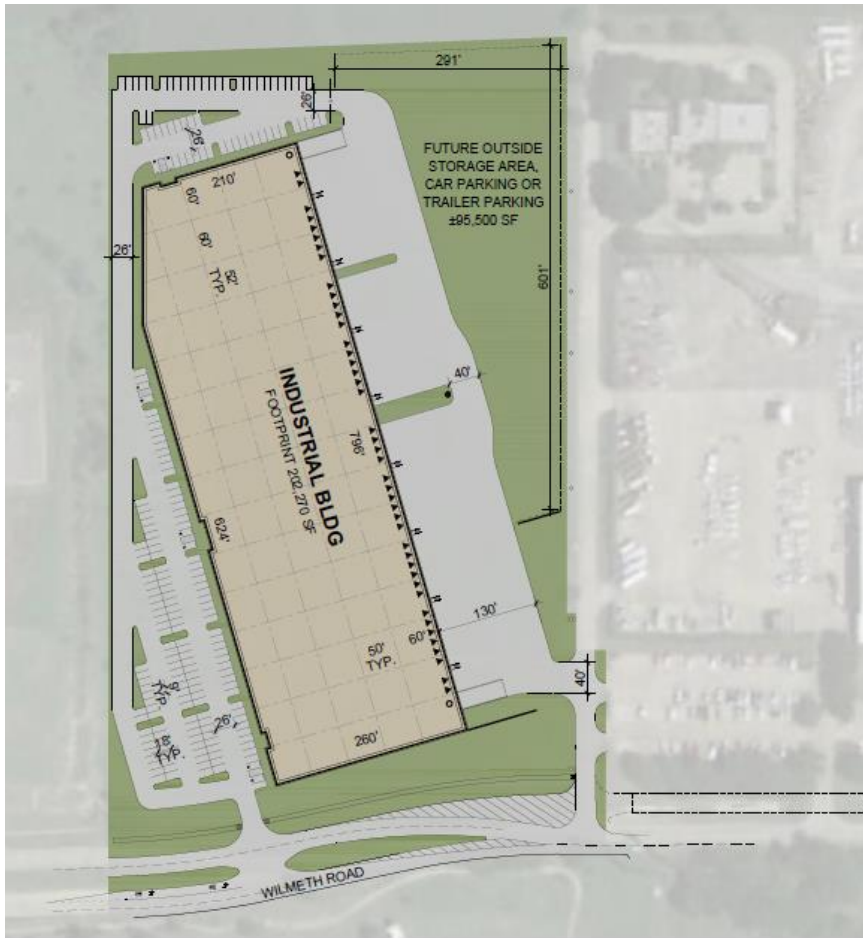 291'
26'
FUTURE OUTSIDE
STORAGE AREA,
CAR PARKING OR
TRAILER PARKING
±95,500 SF
26'
210'
60'
60'
52'
TYP.
26'
601'
40'
INDUSTRIAL BLDG
FOOTPRINT 202,270 SF
796'
624'
130'
60'
50'
TYP.
40'
9'
TYP.
26'
18'
TYP.
260'
WILMETH ROAD